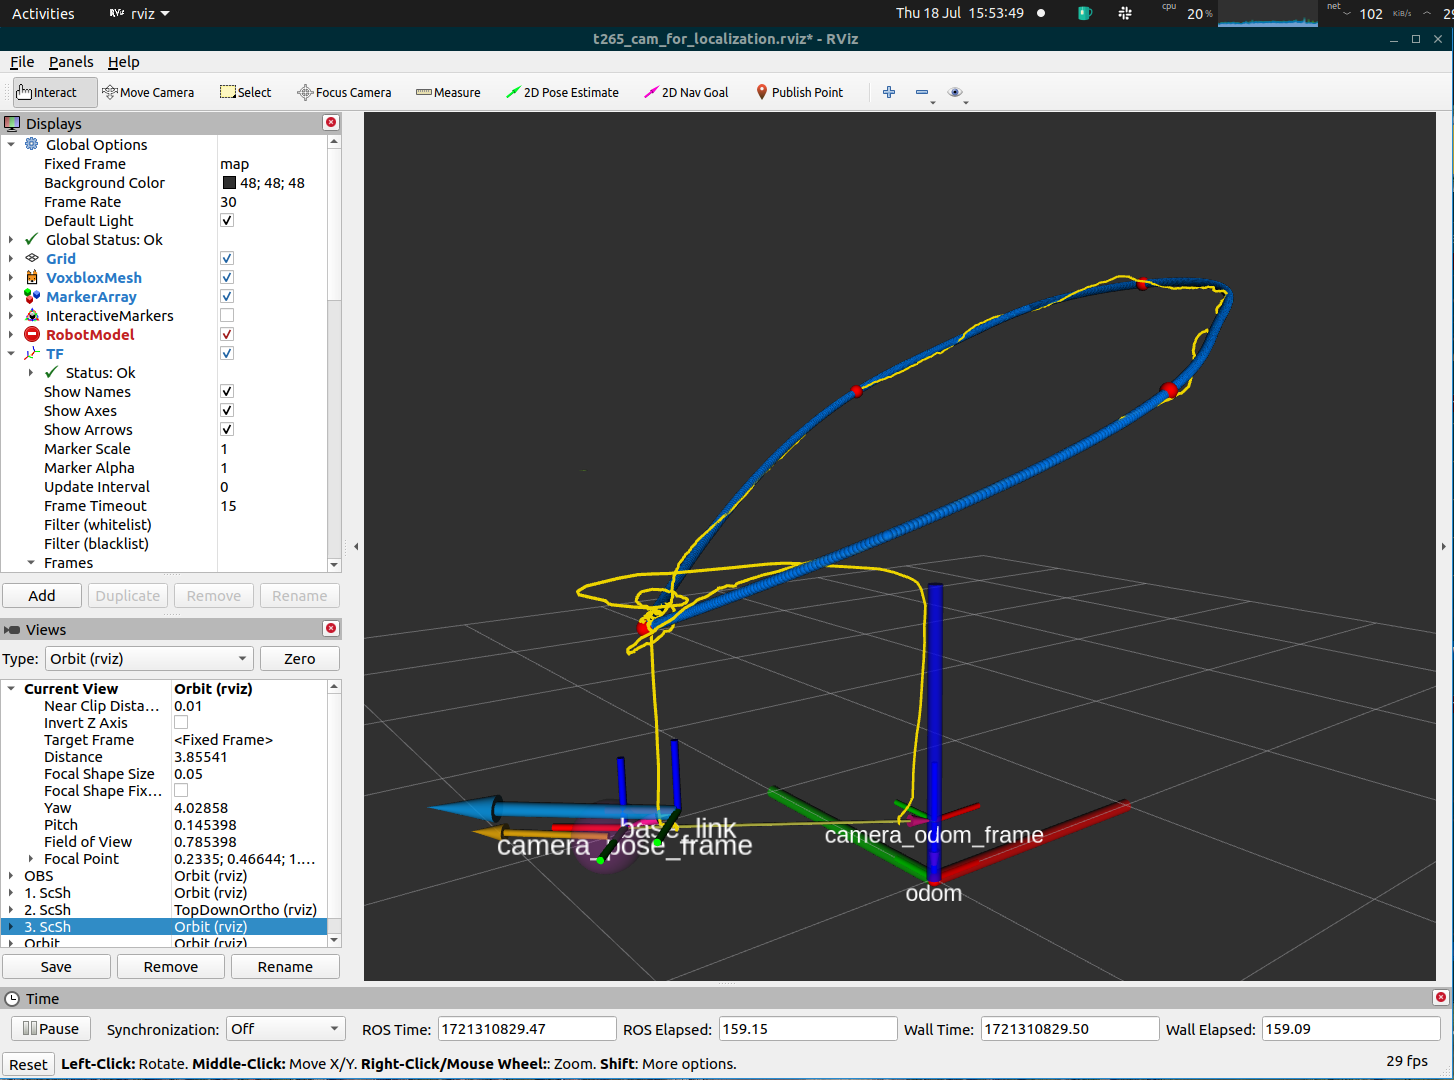 Activities rviz Thu 18 Jul 15:53:49 cpu 20% net 102 KiB/s
t265_cam_for_localization.rviz* - RViz
File Panels Help
Interact Move Camera Select Focus Camera Measure 2D Pose Estimate 2D Nav Goal Publish Point
Displays
Global Options
Fixed Frame map
Background Color 48; 48; 48
Frame Rate 30
Default Light
Global Status: Ok
Grid
VoxbloxMesh
MarkerArray
InteractiveMarkers
RobotModel
TF
Status: Ok
Show Names
Show Axes
Show Arrows
Marker Scale 1
Marker Alpha 1
Update Interval 0
Frame Timeout 15
Filter (whitelist)
Filter (blacklist)
Frames
Add Duplicate Remove Rename
Views
Type: Orbit (rviz) Zero
Current View Orbit (rviz)
Near Clip Dista... 0.01
Invert Z Axis
Target Frame <Fixed Frame>
Distance 3.85541
Focal Shape Size 0.05
Focal Shape Fix...
Yaw 4.02858
Pitch 0.145398
Field of View 0.785398
Focal Point 0.2335; 0.46644; 1....
OBS Orbit (rviz)
1. ScSh Orbit (rviz)
2. ScSh TopDownOrtho (rviz)
3. ScSh Orbit (rviz)
Orbit Orbit (rviz)
Save Remove Rename
base_link
camera_pose_frame
camera_odom_frame
odom
Time
Pause Synchronization: Off ROS Time: 1721310829.47 ROS Elapsed: 159.15 Wall Time: 1721310829.50 Wall Elapsed: 159.09
Reset Left-Click: Rotate. Middle-Click: Move X/Y. Right-Click/Mouse Wheel:: Zoom. Shift: More options. 29 fps